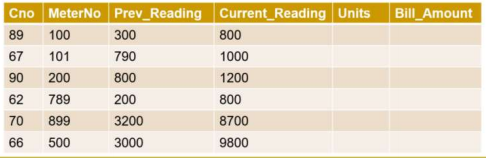 Cno MeterNo Prev_Reading Current_Reading Units Bill_Amount
89 100 300 800
67 101 790 1000
90 200 800 1200
62 789 200 800
70 899 3200 8700
66 500 3000 9800